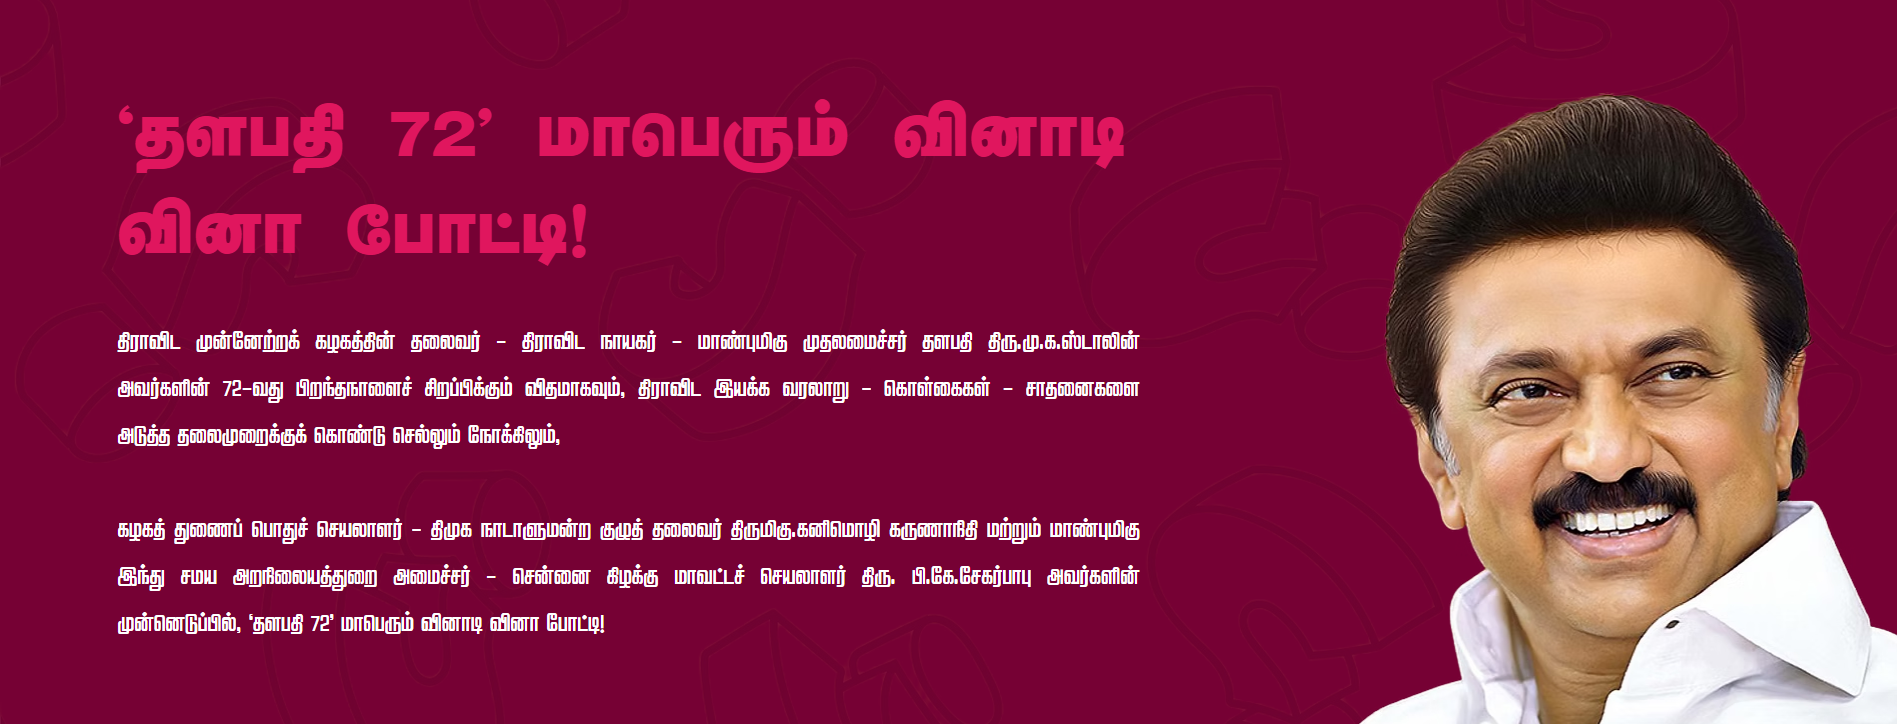 ‘தளபதி 72’ மாபெரும் வினாடி
வினா போட்டி!
திராவிட முன்னேற்றக் கழகத்தின் தலைவர் - திராவிட நாயகர் - மாண்புமிகு முதலமைச்சர் தளபதி திரு.மு.க.ஸ்டாலின்
அவர்களின் 72-வது பிறந்தநாளைச் சிறப்பிக்கும் விதமாகவும், திராவிட இயக்க வரலாறு - கொள்கைகள் - சாதனைகளை
அடுத்த தலைமுறைக்குக் கொண்டு செல்லும் நோக்கிலும்,
கழகத் துணைப் பொதுச் செயலாளர் - திமுக நாடாளுமன்ற குழுத் தலைவர் திருமிகு.கனிமொழி கருணாநிதி மற்றும் மாண்புமிகு
இந்து சமய அறநிலையத்துறை அமைச்சர் - சென்னை கிழக்கு மாவட்டச் செயலாளர் திரு. பி.கே.சேகர்பாபு அவர்களின்
முன்னெடுப்பில், ‘தளபதி 72’ மாபெரும் வினாடி வினா போட்டி!